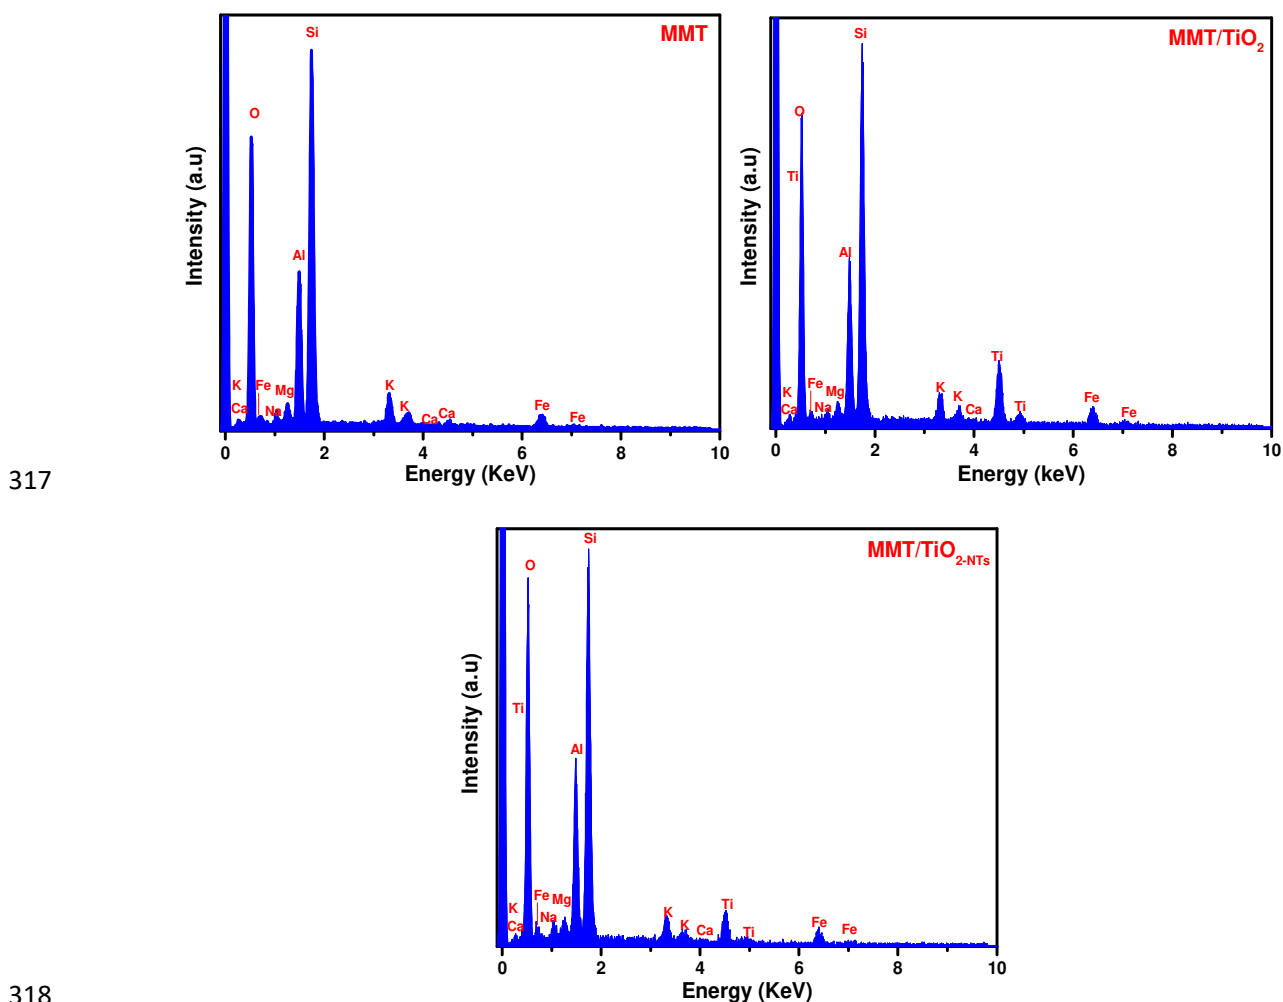 MMT
Si
O
Al
K
Ca
Fe
Na
Mg
K
K
Ca
Ca
Fe
Fe
Intensity (a.u)
0 2 4 6 8 10
Energy (KeV)
317
MMT/TiO2
Si
O
Ti
Al
K
Ca
Fe
Na
Mg
K
K
Ca
Ti
Ti
Fe
Fe
Intensity (a.u)
0 2 4 6 8 10
Energy (keV)
MMT/TiO2-NTs
Si
O
Ti
Al
K
Ca
Fe
Na
Mg
K
K
Ca
Ti
Ti
Fe
Fe
Intensity (a.u)
0 2 4 6 8 10
Energy (KeV)
318